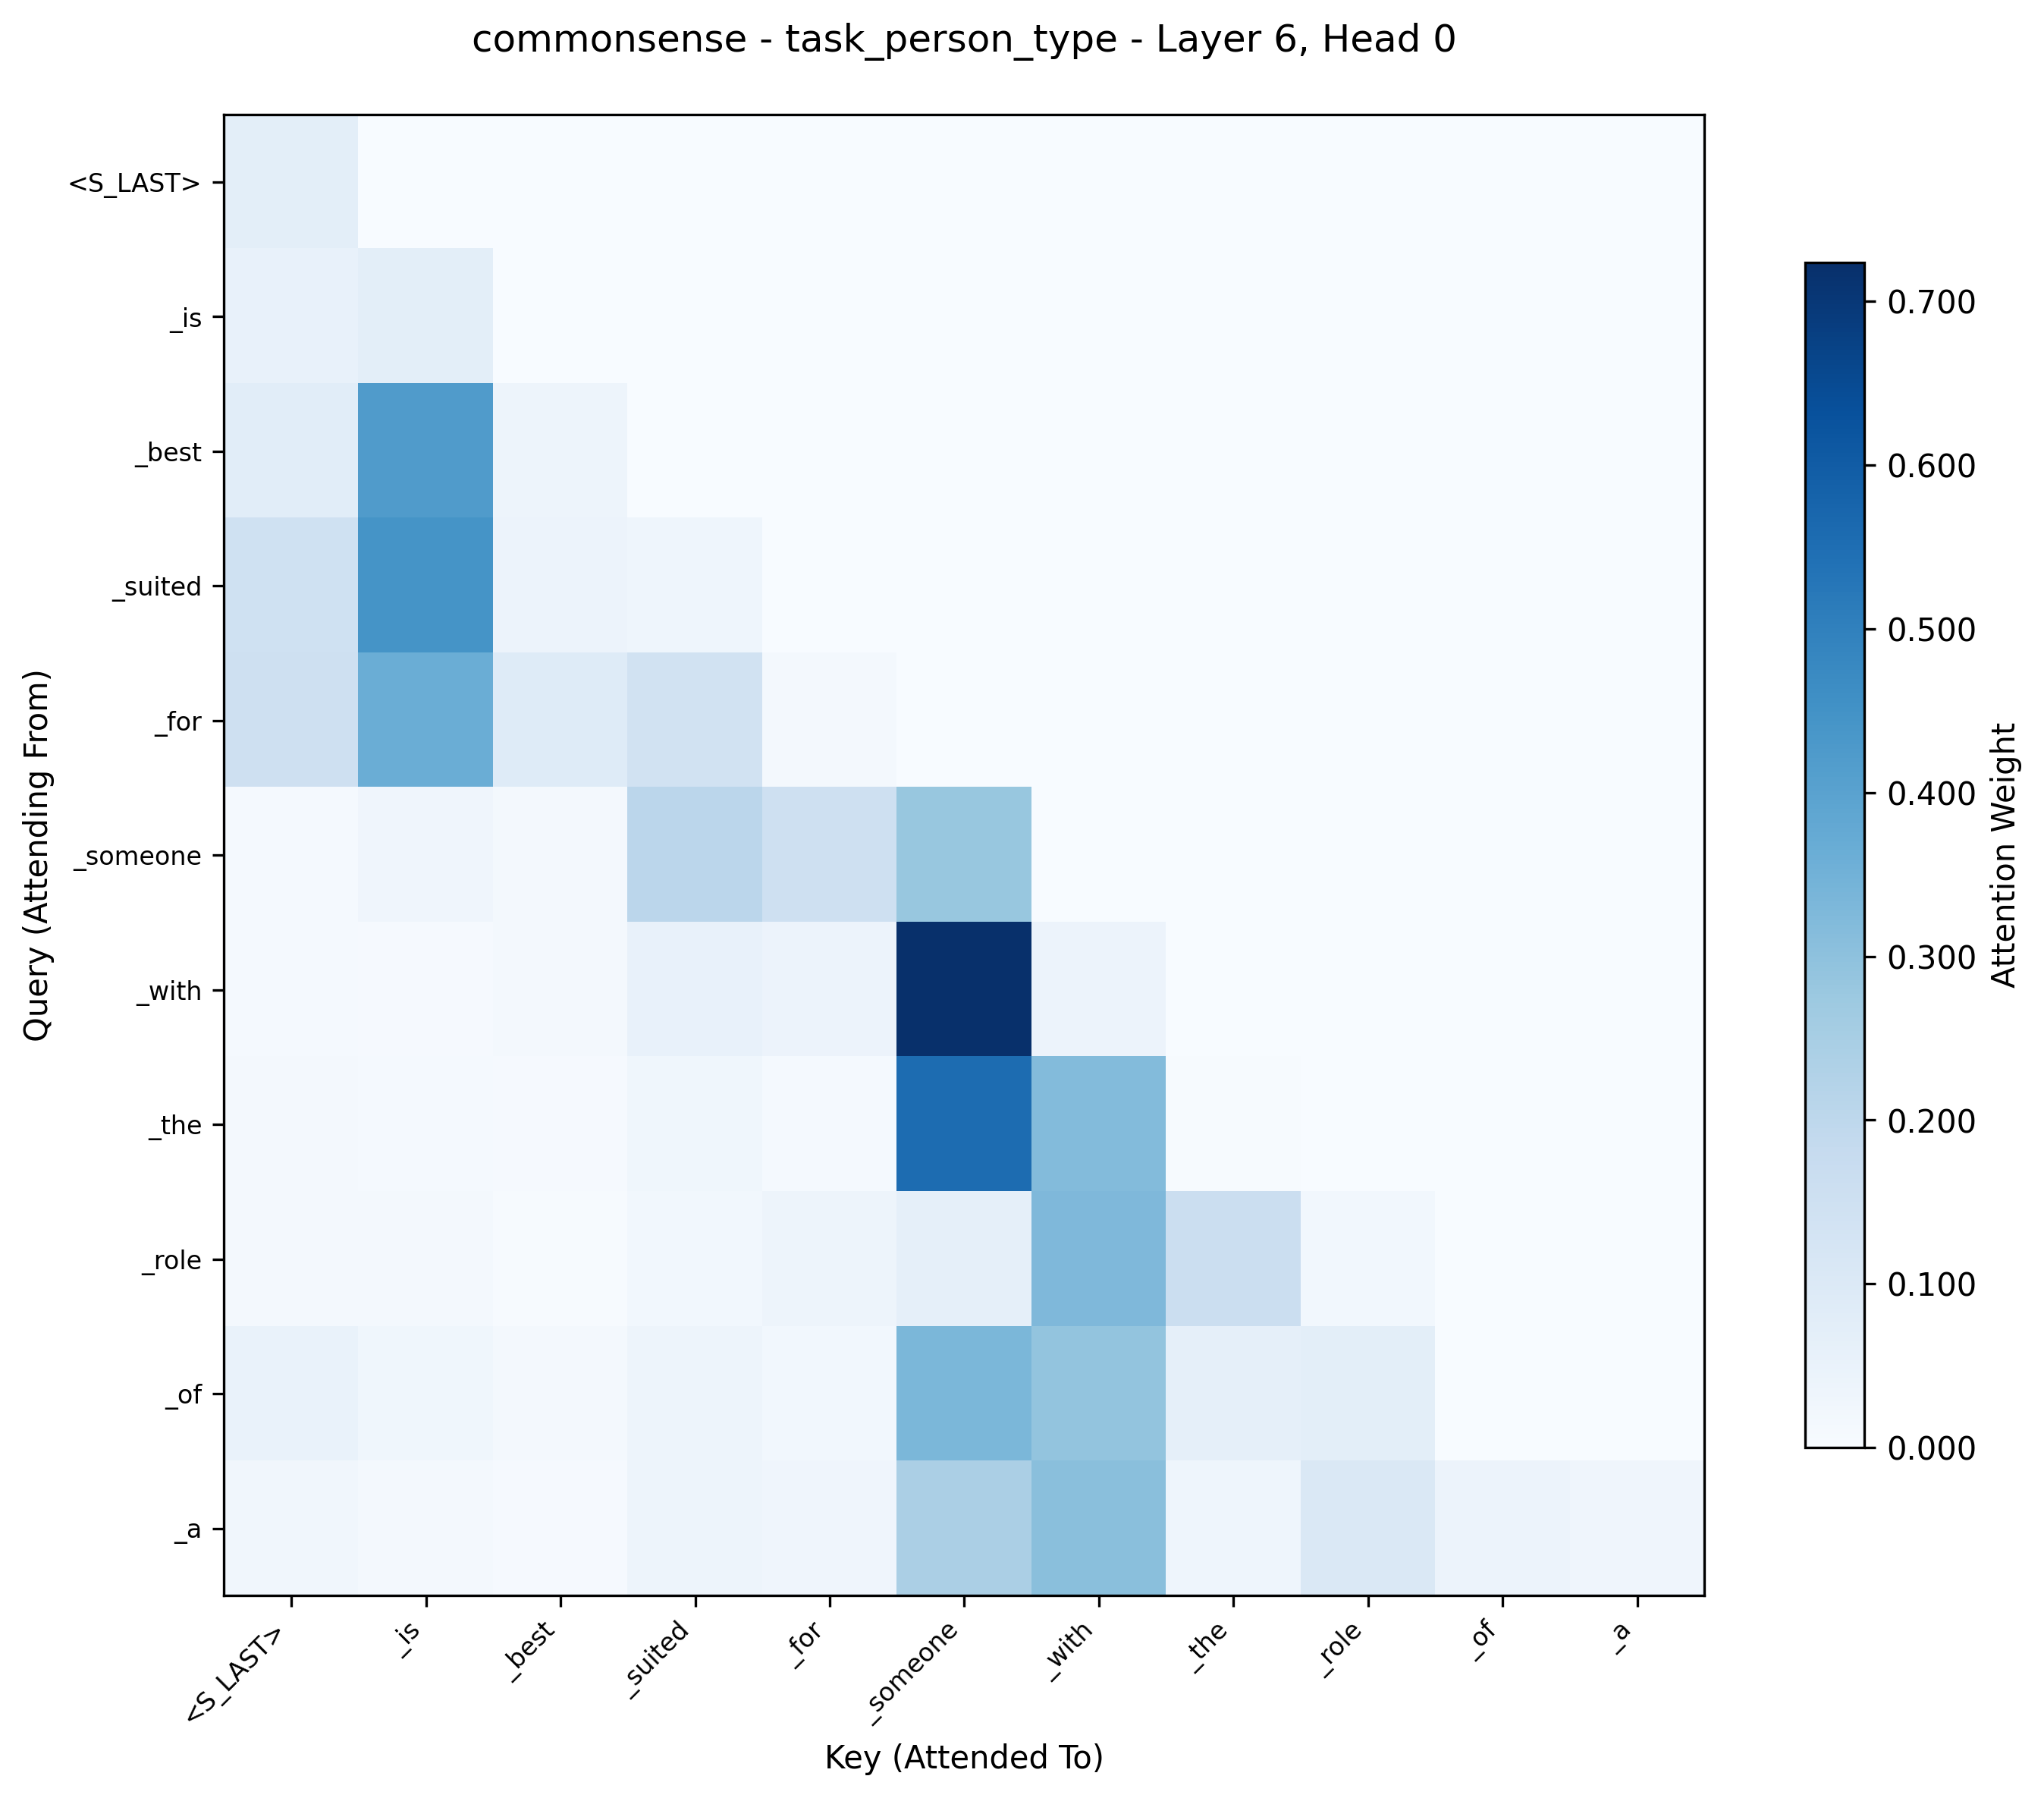 commonsense - task_person_type - Layer 6, Head 0
Query (Attending From)
<S_LAST>
_is
_best
_suited
_for
_someone
_with
_the
_role
_of
_a
<S_LAST>
_is
_best
_suited
_for
_someone
_with
_the
_role
_of
_a
Key (Attended To)
0.700
0.600
0.500
0.400
0.300
0.200
0.100
0.000
Attention Weight